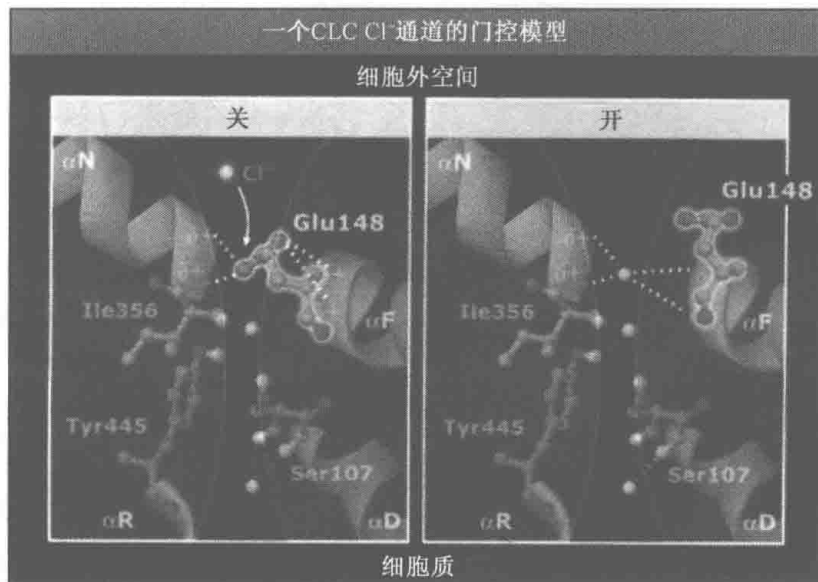 一个CLC Cl⁻通道的门控模型
细胞外空间
关
开
αN
Cl⁻
Glu148
Ile356
αF
Tyr445
Ser107
αR
αD
αN
Glu148
Ile356
αF
Tyr445
Ser107
αR
αD
细胞质